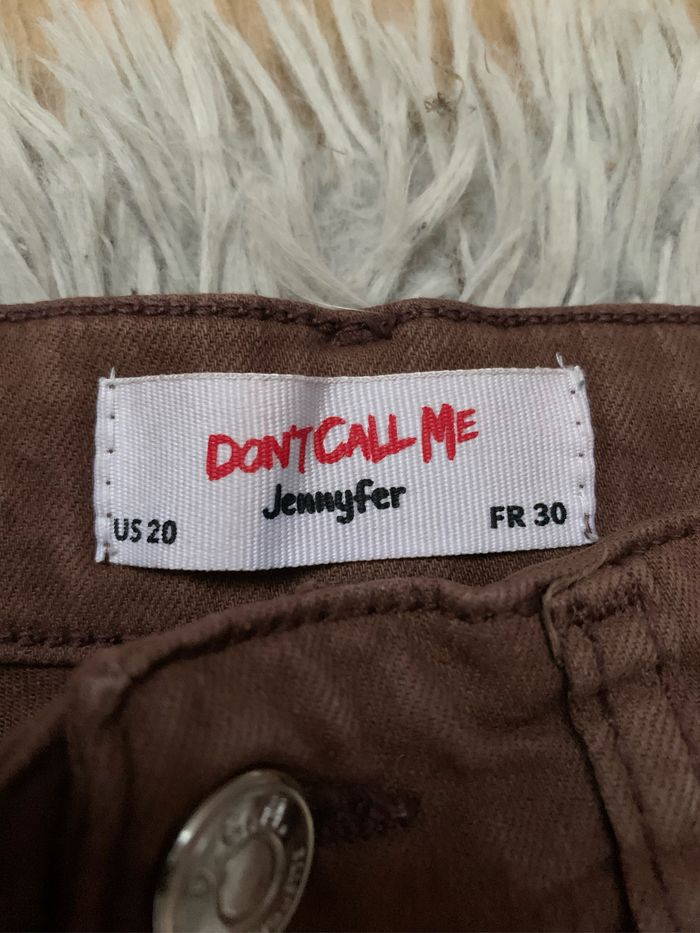 DON'T CALL ME
Jennyfer
US 20
FR 30